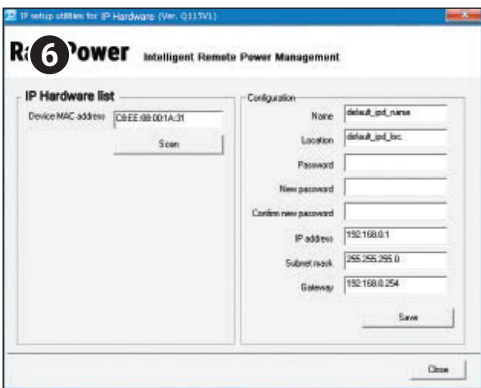 IP setup utilities for IP Hardware (Ver. Q115V1)
6
Power Intelligent Remote Power Management
IP Hardware list
Device MAC address C8:EE:08:00:1A:31
Scan
Configuration
Name default_ipd_name
Location default_ipd_loc.
Password
New password
Confirm new password
IP address 192.168.0.1
Subnet mask 255.255.255.0
Gateway 192.168.0.254
Save
Close